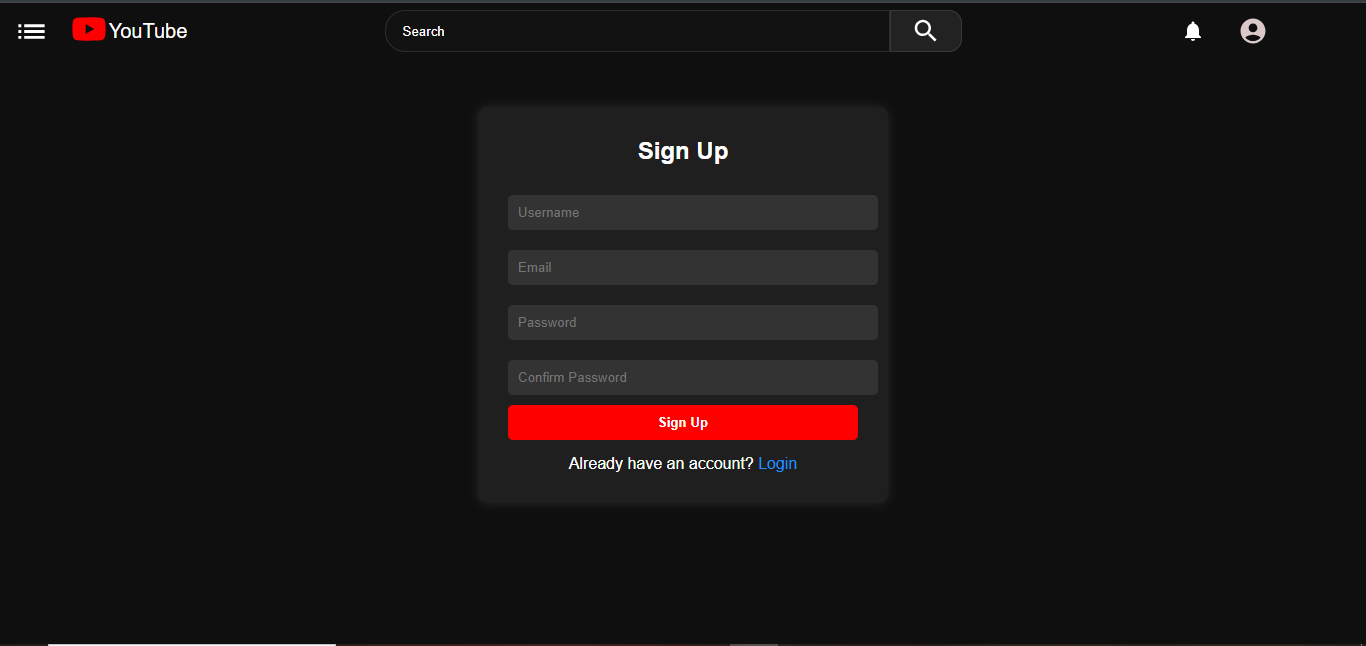 YouTube
Search
Sign Up
Username
Email
Password
Confirm Password
Sign Up
Already have an account? Login